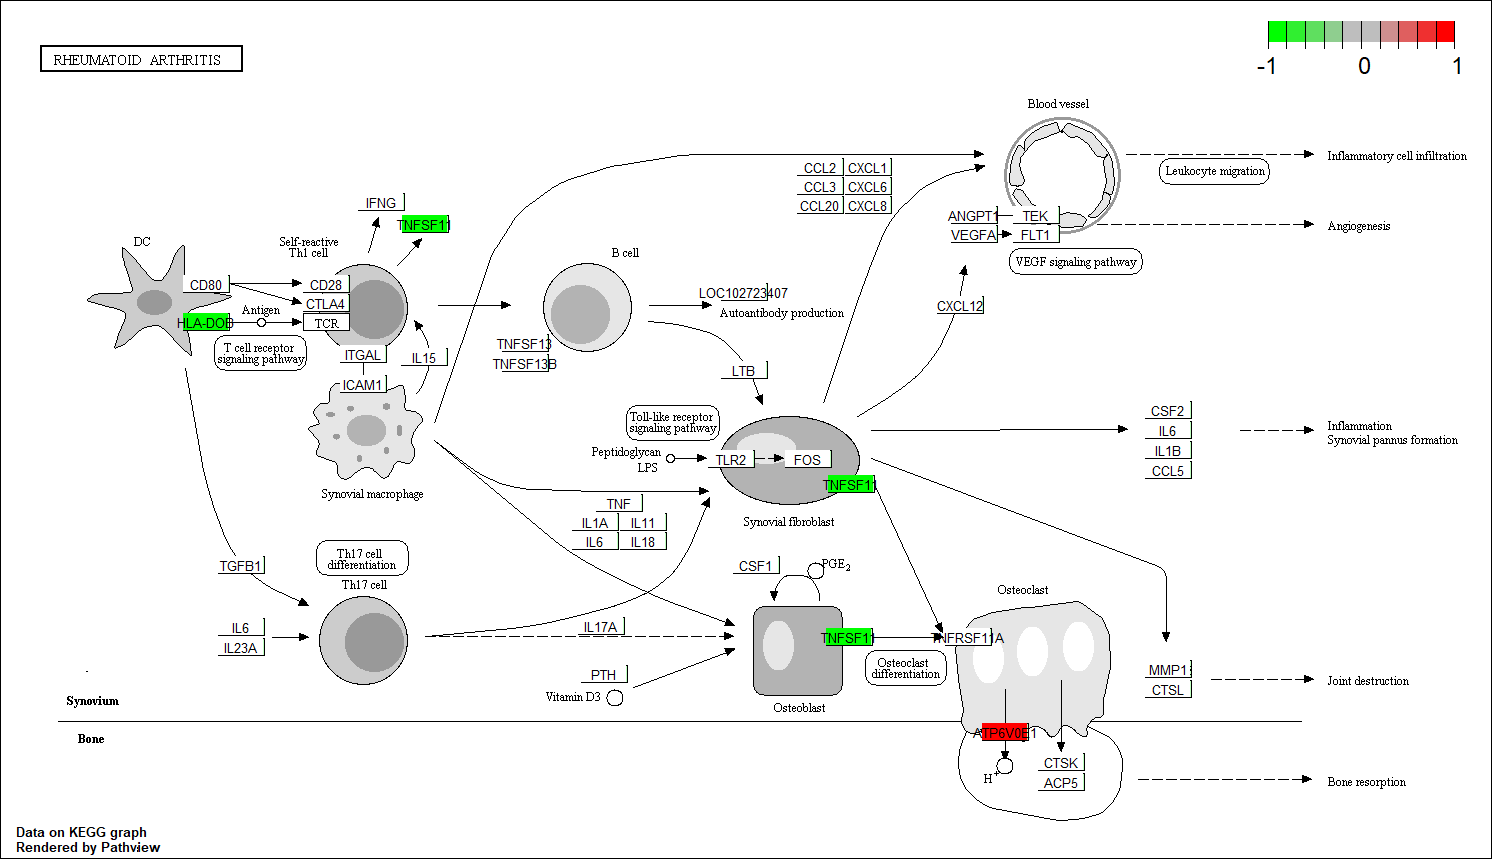 RHEUMATOID ARTHRITIS
-1 0 1
Blood vessel
Inflammatory cell infiltration
Leukocyte migration
CCL2 CXCL1
CCL3 CXCL6
CCL20 CXCL8
IFNG
TNFSF11
ANGPT1 TEK
VEGFA FLT1
Angiogenesis
VEGF signaling pathway
DC
Self-reactive
Th1 cell
B cell
CD80
CD28
CTLA4
HLA-DOB
Antigen
TCR
T cell receptor
signaling pathway
ITGAL
IL15
ICAM1
LOC102723407
Autoantibody production
CXCL12
TNFSF13
TNFSF13B
LTB
Toll-like receptor
signaling pathway
Peptidoglycan
LPS
TLR2
FOS
TNFSF11
Synovial fibroblast
CSF2
IL6
IL1B
CCL5
Inflammation
Synovial pannus formation
Synovial macrophage
TNF
IL1A IL11
IL6 IL18
TGFB1
Th17 cell
differentiation
Th17 cell
IL6
IL23A
IL17A
PTH
Vitamin D3
CSF1
PGE2
TNFSF11
Osteoblast
Osteoclast
TNFRSF11A
Osteoclast
differentiation
MMP1
CTSL
Joint destruction
Synovium
Bone
ATP6V0E1
H+
CTSK
ACP5
Bone resorption
Data on KEGG graph
Rendered by Pathview